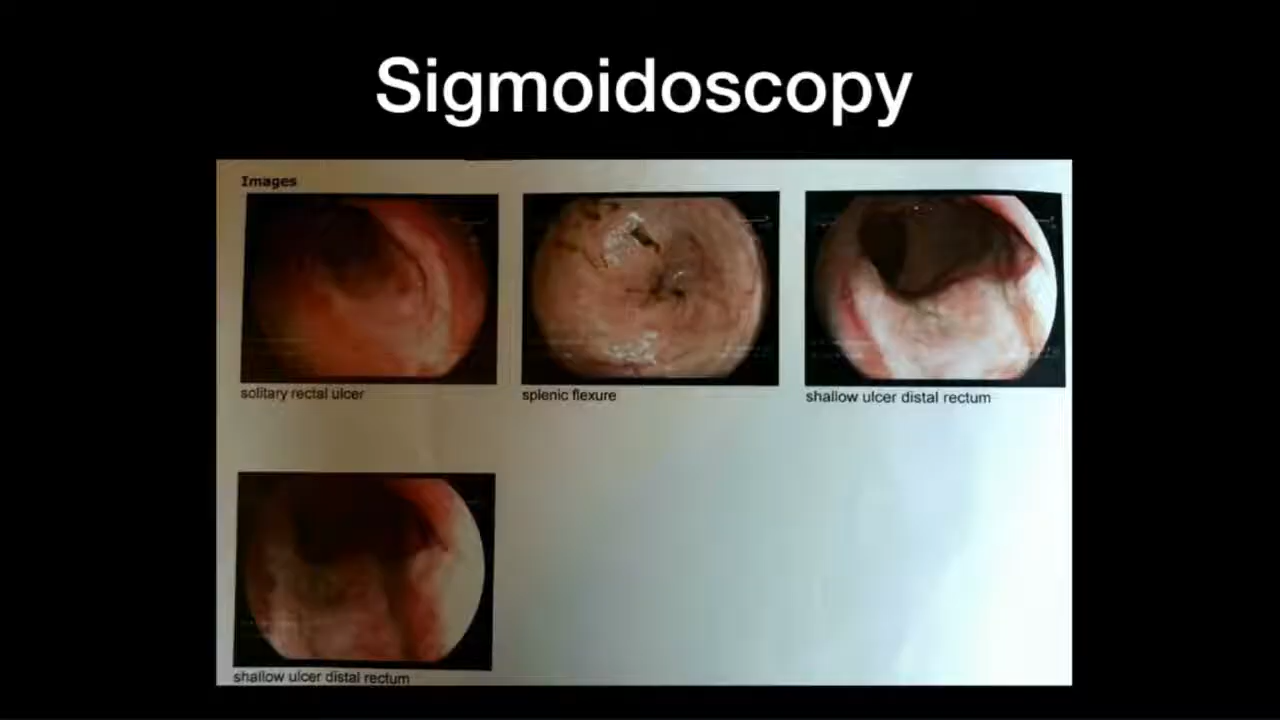 Sigmoidoscopy
Images
solitary rectal ulcer
splenic flexure
shallow ulcer distal rectum
shallow ulcer distal rectum